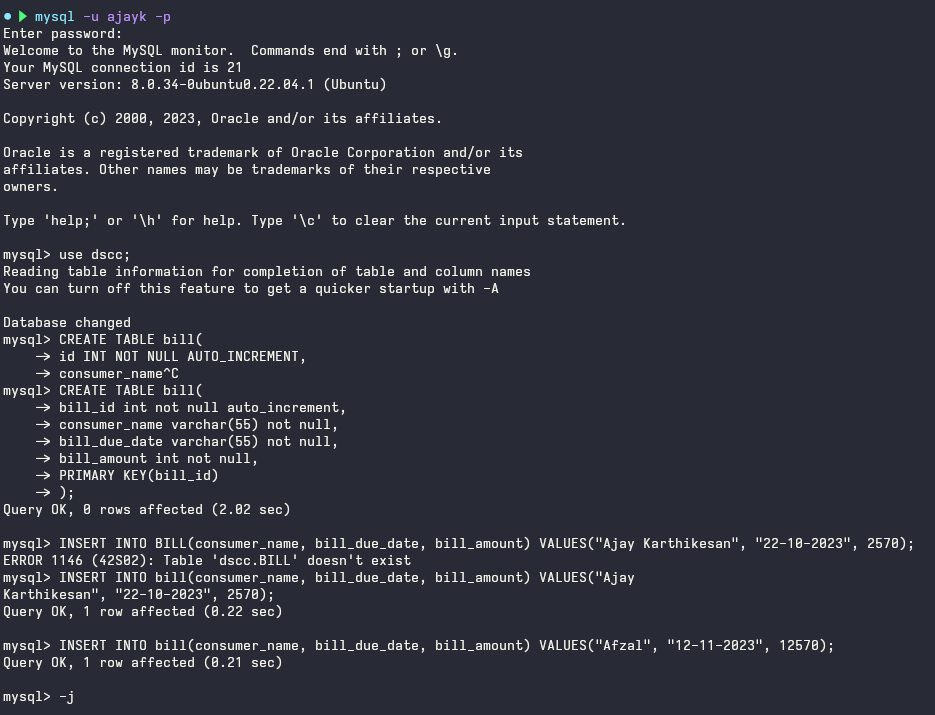 mysql -u ajayk -p
Enter password:
Welcome to the MySQL monitor.  Commands end with ; or \g.
Your MySQL connection id is 21
Server version: 8.0.34-0ubuntu0.22.04.1 (Ubuntu)
Copyright (c) 2000, 2023, Oracle and/or its affiliates.
Oracle is a registered trademark of Oracle Corporation and/or its
affiliates. Other names may be trademarks of their respective
owners.
Type 'help;' or '\h' for help. Type '\c' to clear the current input statement.
mysql> use dscc;
Reading table information for completion of table and column names
You can turn off this feature to get a quicker startup with -A
Database changed
mysql> CREATE TABLE bill(
    -> id INT NOT NULL AUTO_INCREMENT,
    -> consumer_name^C
mysql> CREATE TABLE bill(
    -> bill_id int not null auto_increment,
    -> consumer_name varchar(55) not null,
    -> bill_due_date varchar(55) not null,
    -> bill_amount int not null,
    -> PRIMARY KEY(bill_id)
    -> );
Query OK, 0 rows affected (2.02 sec)
mysql> INSERT INTO BILL(consumer_name, bill_due_date, bill_amount) VALUES("Ajay Karthikesan", "22-10-2023", 2570);
ERROR 1146 (42S02): Table 'dscc.BILL' doesn't exist
mysql> INSERT INTO bill(consumer_name, bill_due_date, bill_amount) VALUES("Ajay
Karthikesan", "22-10-2023", 2570);
Query OK, 1 row affected (0.22 sec)
mysql> INSERT INTO bill(consumer_name, bill_due_date, bill_amount) VALUES("Afzal", "12-11-2023", 12570);
Query OK, 1 row affected (0.21 sec)
mysql> -j